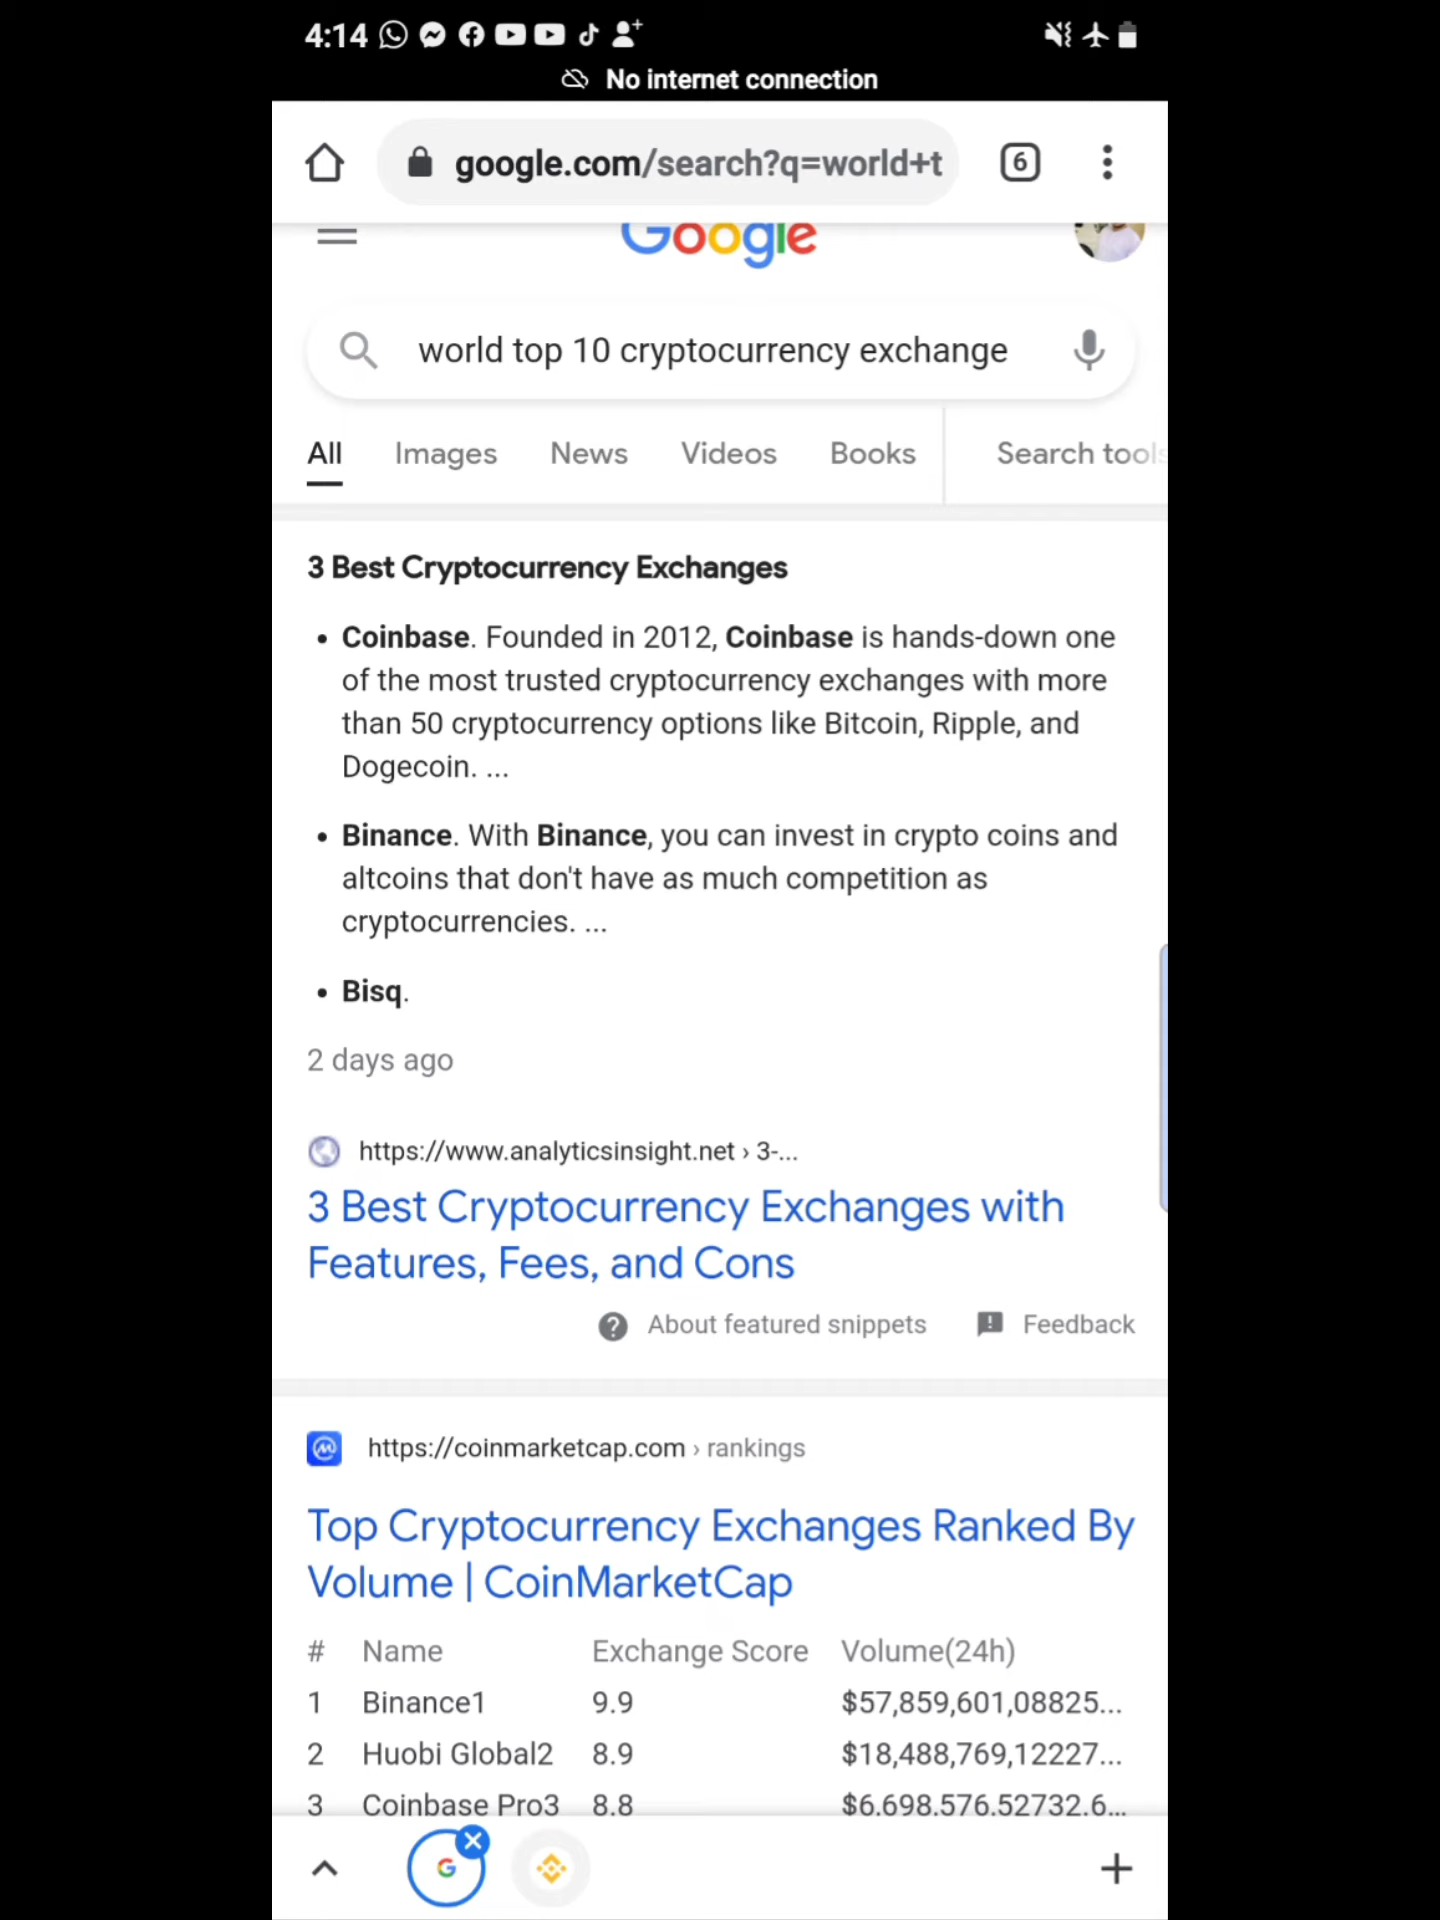 4:14
No internet connection
google.com/search?q=world+t
6
Google
world top 10 cryptocurrency exchange
All Images News Videos Books Search tools
3 Best Cryptocurrency Exchanges
• Coinbase. Founded in 2012, Coinbase is hands-down one
of the most trusted cryptocurrency exchanges with more
than 50 cryptocurrency options like Bitcoin, Ripple, and
Dogecoin. ...
• Binance. With Binance, you can invest in crypto coins and
altcoins that don't have as much competition as
cryptocurrencies. ...
• Bisq.
2 days ago
https://www.analyticsinsight.net › 3-...
3 Best Cryptocurrency Exchanges with
Features, Fees, and Cons
About featured snippets Feedback
https://coinmarketcap.com › rankings
Top Cryptocurrency Exchanges Ranked By
Volume | CoinMarketCap
# Name Exchange Score Volume(24h)
1 Binance1 9.9 $57,859,601,08825...
2 Huobi Global2 8.9 $18,488,769,12227...
3 Coinbase Pro3 8.8 $6,698,576,52732.6...